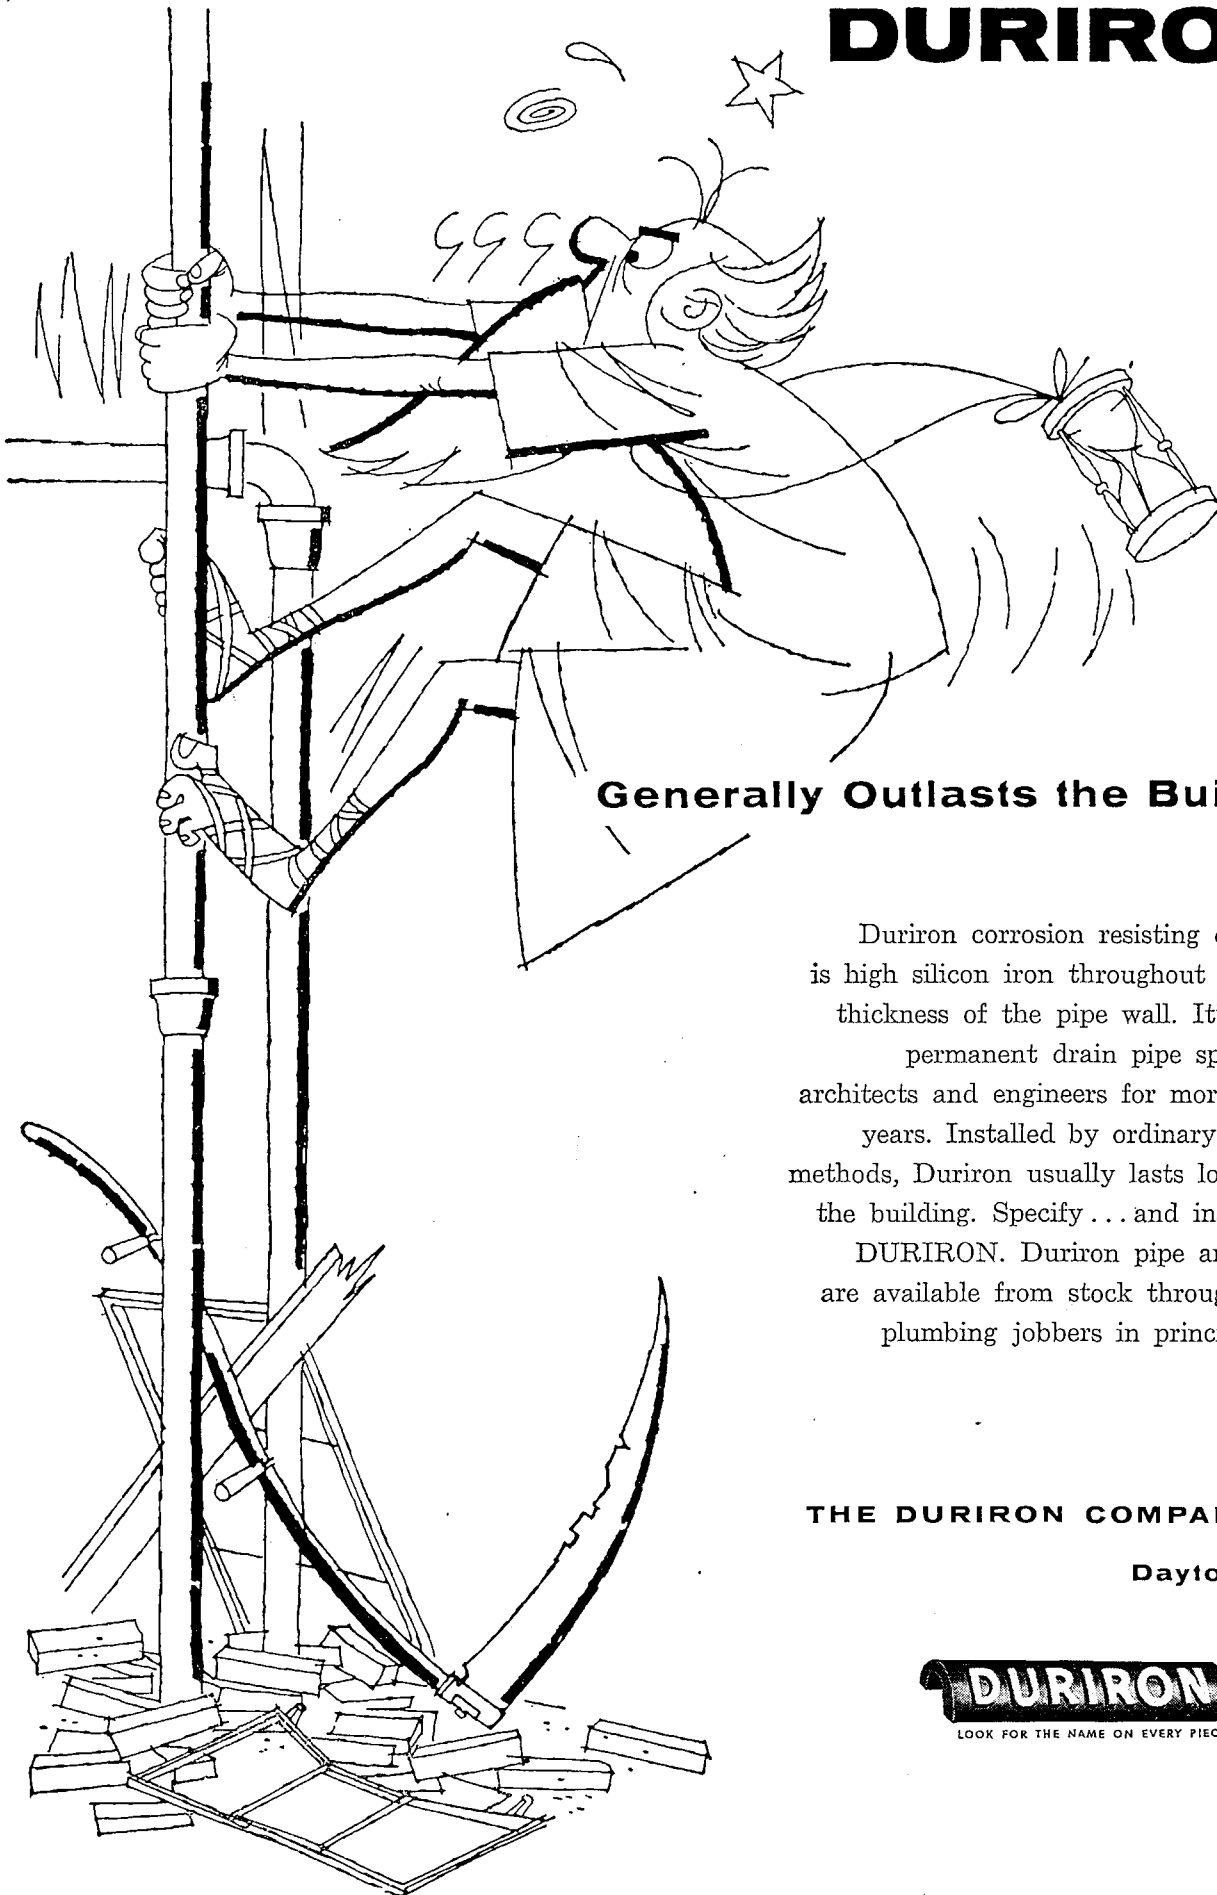 DURIRO
Generally Outlasts the Bui
Duriron corrosion resisting
is high silicon iron throughout
thickness of the pipe wall. It'
permanent drain pipe sp
architects and engineers for mor
years. Installed by ordinary
methods, Duriron usually lasts lo
the building. Specify ... and in
DURIRON. Duriron pipe a
are available from stock throug
plumbing jobbers in princ
THE DURIRON COMPA
Dayto
DURIRON
LOOK FOR THE NAME ON EVERY PIEC